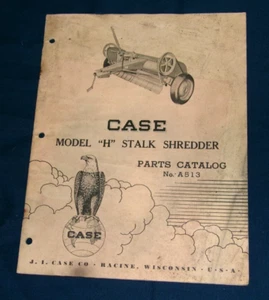 CASE
MODEL "H" STALK SHREDDER
PARTS CATALOG
No. A513
CASE
J. I. CASE CO - RACINE, WISCONSIN - U-S-A-